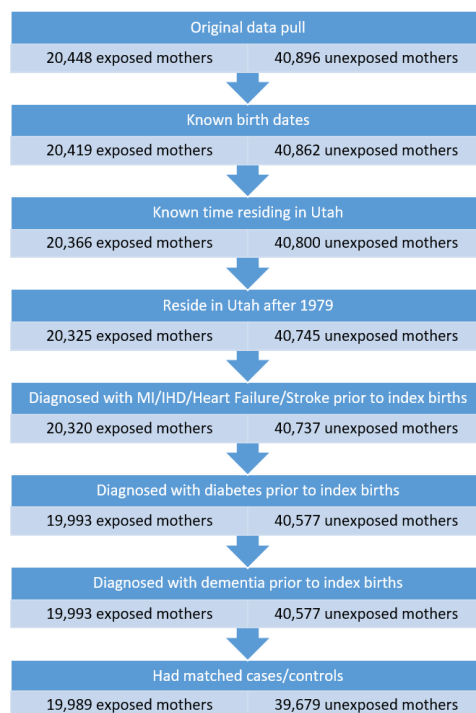 Original data pull
20,448 exposed mothers 40,896 unexposed mothers
Known birth dates
20,419 exposed mothers 40,862 unexposed mothers
Known time residing in Utah
20,366 exposed mothers 40,800 unexposed mothers
Reside in Utah after 1979
20,325 exposed mothers 40,745 unexposed mothers
Diagnosed with MI/IHD/Heart Failure/Stroke prior to index births
20,320 exposed mothers 40,737 unexposed mothers
Diagnosed with diabetes prior to index births
19,993 exposed mothers 40,577 unexposed mothers
Diagnosed with dementia prior to index births
19,993 exposed mothers 40,577 unexposed mothers
Had matched cases/controls
19,989 exposed mothers 39,679 unexposed mothers